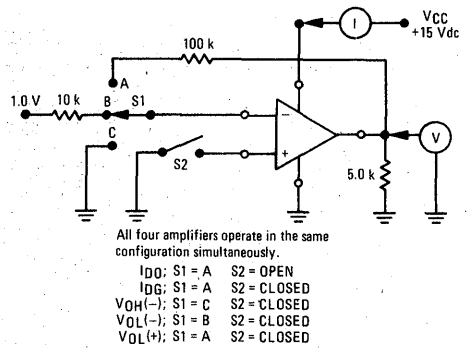 100 k
I
VCC
+15 Vdc
A
1.0 V
10 k
B
S1
C
S2
−
+
V
5.0 k
All four amplifiers operate in the same
configuration simultaneously.
IDO; S1 = A S2 = OPEN
IDG; S1 = A S2 = CLOSED
VOH(−); S1 = C S2 = CLOSED
VOL(−); S1 = B S2 = CLOSED
VOL(+); S1 = A S2 = CLOSED